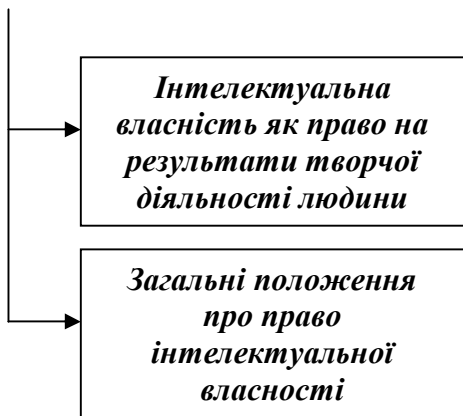 Інтелектуальна
власність як право на
результати творчої
діяльності людини
Загальні положення
про право
інтелектуальної
власності